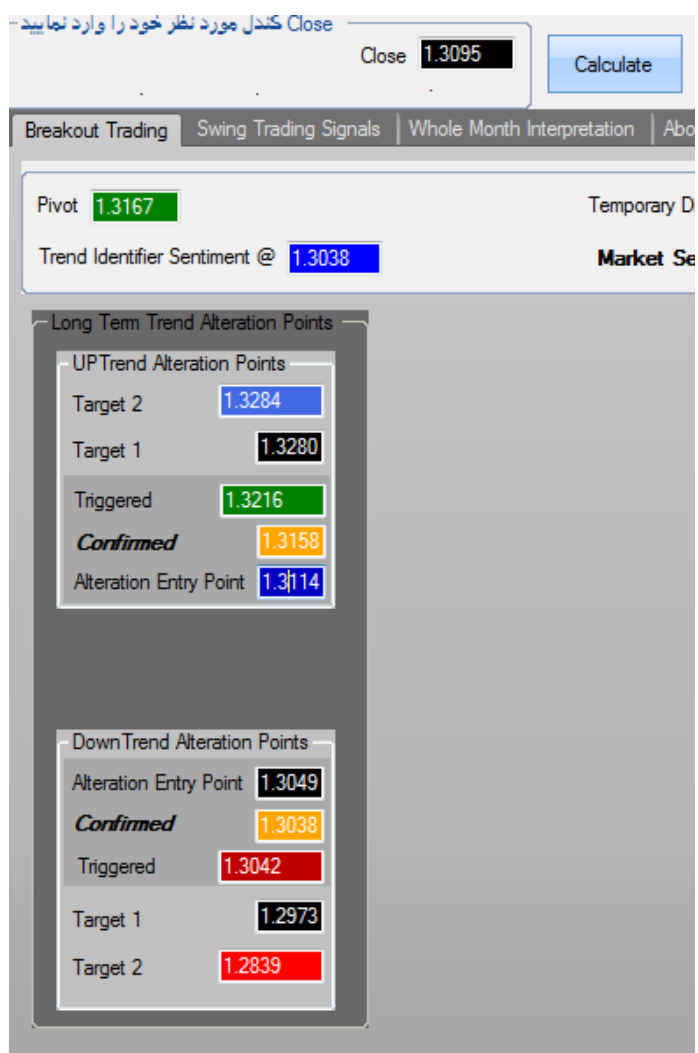 Close کندل مورد نظر خود را وارد نمایید
Close 1.3095
Calculate
Breakout Trading Swing Trading Signals Whole Month Interpretation Abo
Pivot 1.3167 Temporary D
Trend Identifier Sentiment @ 1.3038 Market Se
Long Term Trend Alteration Points
UPTrend Alteration Points
Target 2 1.3284
Target 1 1.3280
Triggered 1.3216
Confirmed 1.3158
Alteration Entry Point 1.3114
DownTrend Alteration Points
Alteration Entry Point 1.3049
Confirmed 1.3038
Triggered 1.3042
Target 1 1.2973
Target 2 1.2839